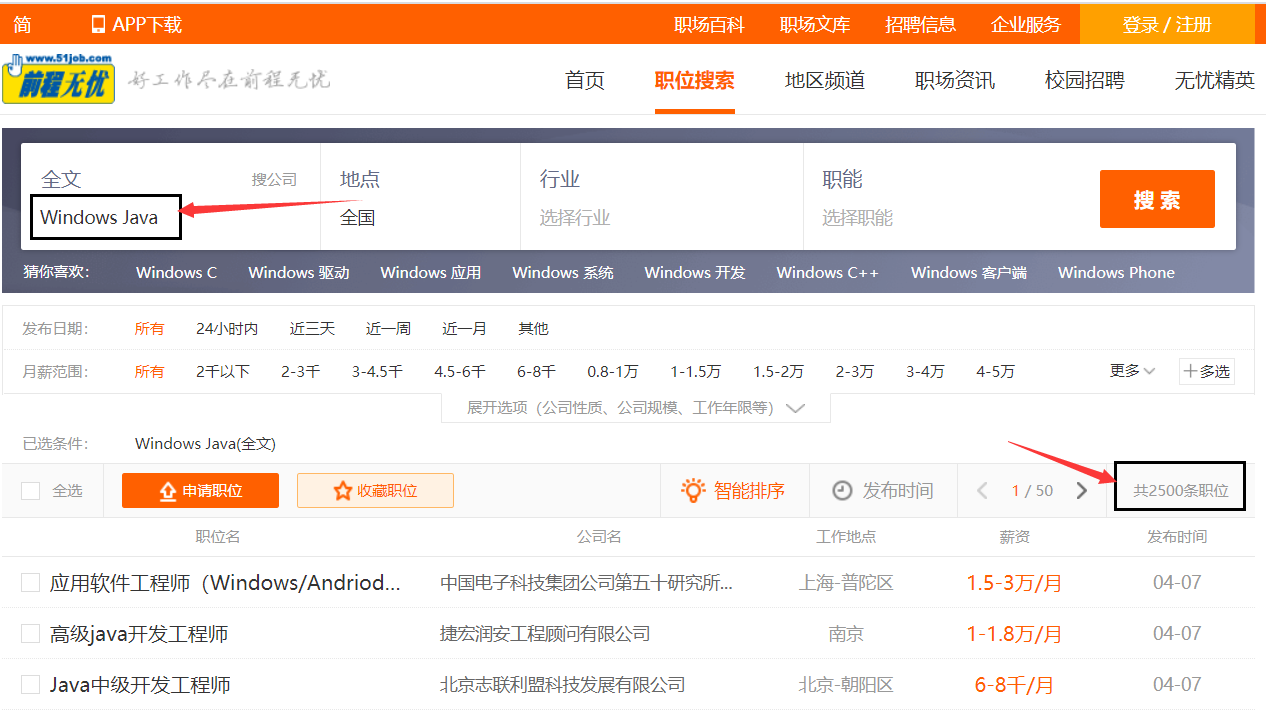 简 APP下载 职场百科 职场文库 招聘信息 企业服务 登录 / 注册
www.51job.com
前程无忧 好工作尽在前程无忧 首页 职位搜索 地区频道 职场资讯 校园招聘 无忧精英
全文 搜公司 地点 行业 职能
Windows Java 全国 选择行业 选择职能 搜 索
猜你喜欢: Windows C Windows 驱动 Windows 应用 Windows 系统 Windows 开发 Windows C++ Windows 客户端 Windows Phone
发布日期: 所有 24小时内 近三天 近一周 近一月 其他
月薪范围: 所有 2千以下 2-3千 3-4.5千 4.5-6千 6-8千 0.8-1万 1-1.5万 1.5-2万 2-3万 3-4万 4-5万 更多 多选
展开选项（公司性质、公司规模、工作年限等）
已选条件: Windows Java(全文)
全选 申请职位 收藏职位 智能排序 发布时间 1 / 50 共2500条职位
职位名 公司名 工作地点 薪资 发布时间
应用软件工程师（Windows/Andriod... 中国电子科技集团公司第五十研究所... 上海-普陀区 1.5-3万/月 04-07
高级java开发工程师 捷宏润安工程顾问有限公司 南京 1-1.8万/月 04-07
Java中级开发工程师 北京志联利盟科技发展有限公司 北京-朝阳区 6-8千/月 04-07